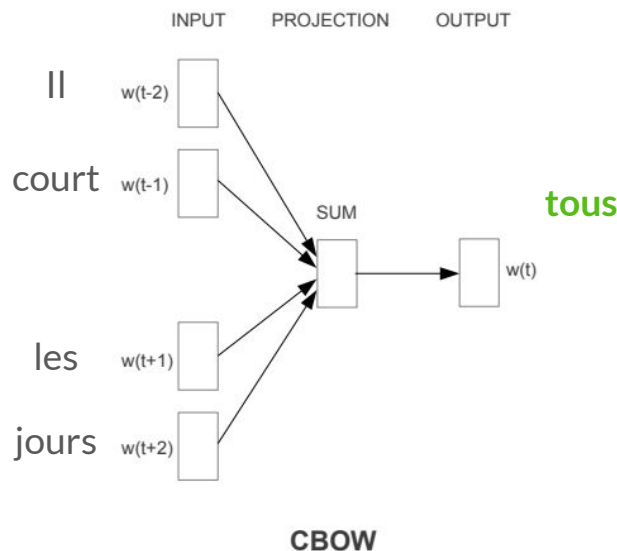 INPUT PROJECTION OUTPUT
Il w(t-2)
court w(t-1)
SUM
tous
w(t)
les w(t+1)
jours w(t+2)
CBOW